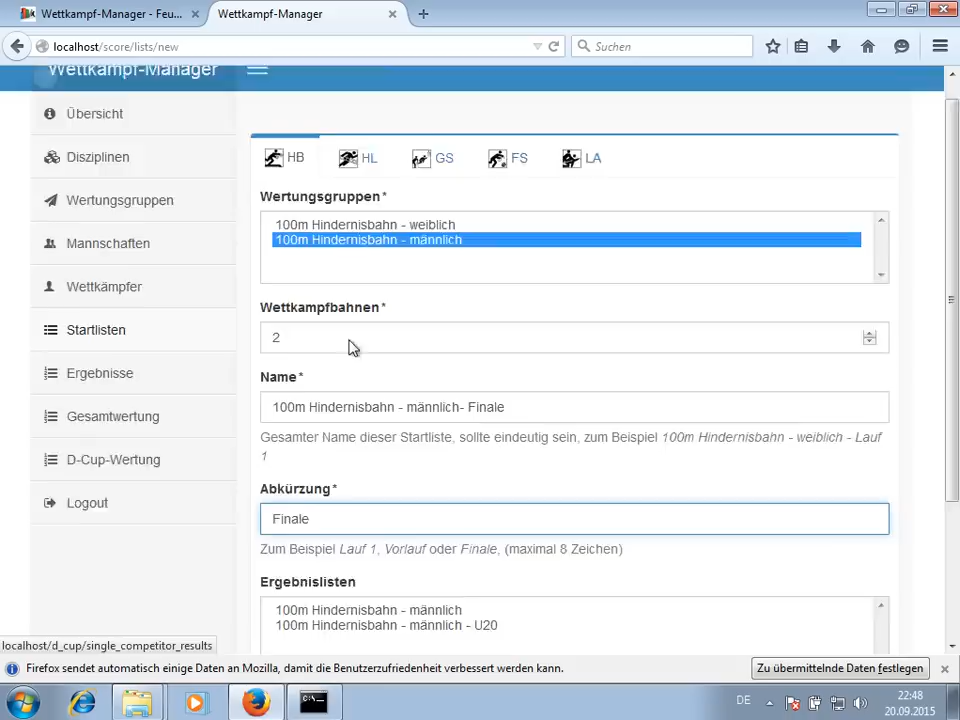 Wettkampf-Manager - Feu...
Wettkampf-Manager
localhost/score/lists/new
Suchen
Wettkampf-Manager
Übersicht
Disziplinen
Wertungsgruppen
Mannschaften
Wettkämpfer
Startlisten
Ergebnisse
Gesamtwertung
D-Cup-Wertung
Logout
HB
HL
GS
FS
LA
Wertungsgruppen*
100m Hindernisbahn - weiblich
100m Hindernisbahn - männlich
Wettkampfbahnen*
2
Name*
100m Hindernisbahn - männlich- Finale
Gesamter Name dieser Startliste, sollte eindeutig sein, zum Beispiel 100m Hindernisbahn - weiblich - Lauf
1
Abkürzung*
Finale
Zum Beispiel Lauf 1, Vorlauf oder Finale, (maximal 8 Zeichen)
Ergebnislisten
100m Hindernisbahn - männlich
100m Hindernisbahn - männlich - U20
localhost/d_cup/single_competitor_results
Firefox sendet automatisch einige Daten an Mozilla, damit die Benutzerzufriedenheit verbessert werden kann.
Zu übermittelnde Daten festlegen
C:\.
DE
22:48
20.09.2015